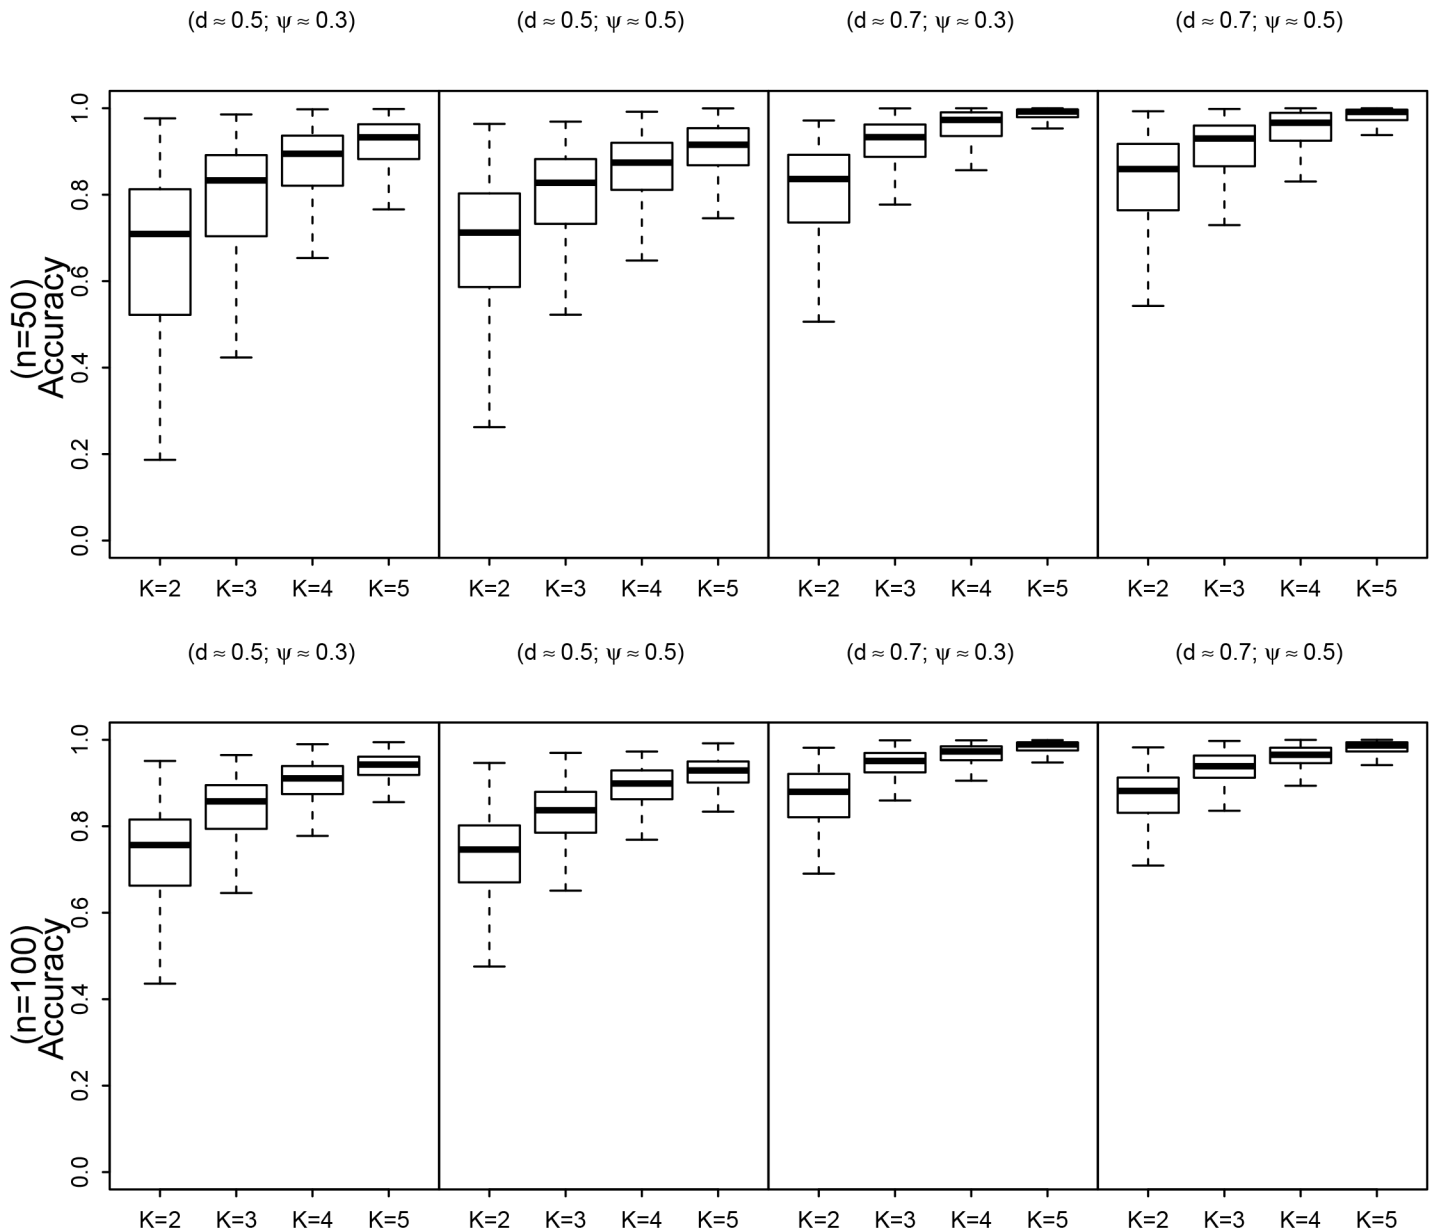 (d ≈ 0.5; ψ ≈ 0.3) (d ≈ 0.5; ψ ≈ 0.5) (d ≈ 0.7; ψ ≈ 0.3) (d ≈ 0.7; ψ ≈ 0.5)
(n=50)
Accuracy
1.0
0.8
0.6
0.4
0.2
0.0
K=2 K=3 K=4 K=5 K=2 K=3 K=4 K=5 K=2 K=3 K=4 K=5 K=2 K=3 K=4 K=5
(d ≈ 0.5; ψ ≈ 0.3) (d ≈ 0.5; ψ ≈ 0.5) (d ≈ 0.7; ψ ≈ 0.3) (d ≈ 0.7; ψ ≈ 0.5)
(n=100)
Accuracy
1.0
0.8
0.6
0.4
0.2
0.0
K=2 K=3 K=4 K=5 K=2 K=3 K=4 K=5 K=2 K=3 K=4 K=5 K=2 K=3 K=4 K=5